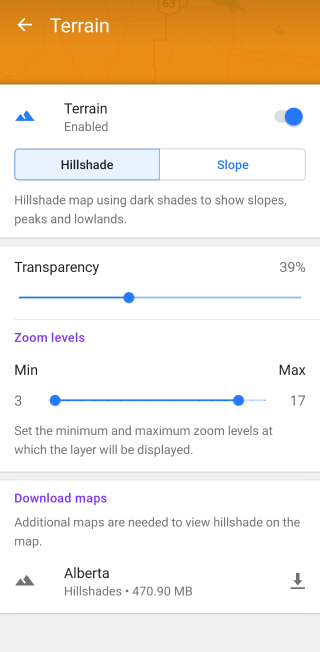 63
Terrain
Terrain
Enabled
Hillshade
Slope
Hillshade map using dark shades to show slopes,
peaks and lowlands.
Transparency
39%
Zoom levels
Min
Max
3
17
Set the minimum and maximum zoom levels at
which the layer will be displayed.
Download maps
Additional maps are needed to view hillshade on the
map.
Alberta
Hillshades • 470.90 MB